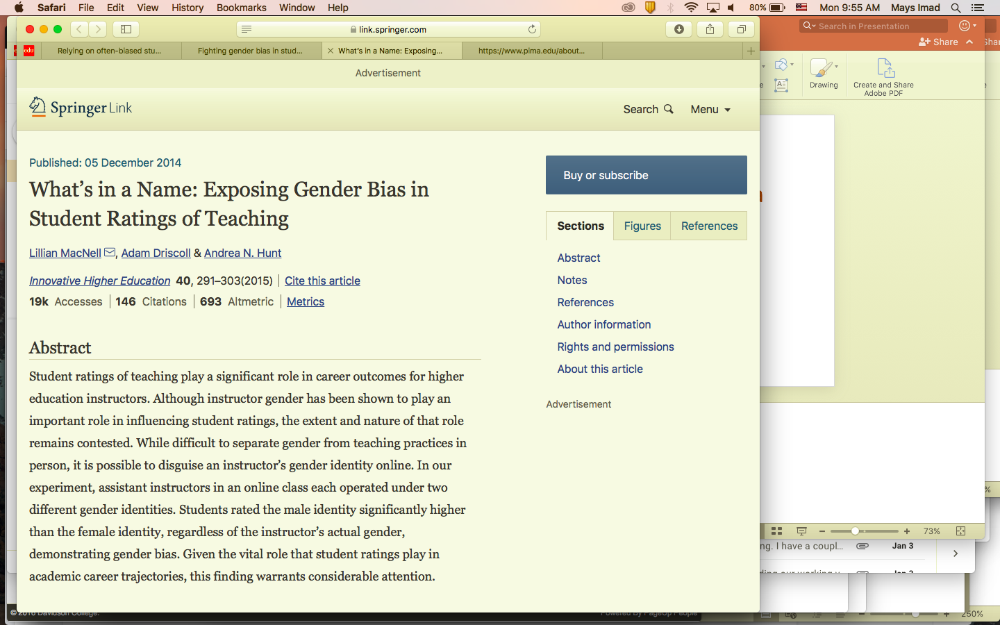 Safari File Edit View History Bookmarks Window Help
80% Mon 9:55 AM Mays Imad
link.springer.com
Search in Presentation
Share
edu
Relying on often-biased stu...
Fighting gender bias in stud...
What's in a Name: Exposing...
https://www.pima.edu/about...
Advertisement
Drawing
Create and Share
Adobe PDF
Springer Link
Search
Menu
Published: 05 December 2014
What's in a Name: Exposing Gender Bias in
Student Ratings of Teaching
Lillian MacNell, Adam Driscoll & Andrea N. Hunt
Innovative Higher Education 40, 291–303(2015) | Cite this article
19k Accesses | 146 Citations | 693 Altmetric | Metrics
Abstract
Student ratings of teaching play a significant role in career outcomes for higher
education instructors. Although instructor gender has been shown to play an
important role in influencing student ratings, the extent and nature of that role
remains contested. While difficult to separate gender from teaching practices in
person, it is possible to disguise an instructor's gender identity online. In our
experiment, assistant instructors in an online class each operated under two
different gender identities. Students rated the male identity significantly higher
than the female identity, regardless of the instructor's actual gender,
demonstrating gender bias. Given the vital role that student ratings play in
academic career trajectories, this finding warrants considerable attention.
Buy or subscribe
Sections
Figures
References
Abstract
Notes
References
Author information
Rights and permissions
About this article
Advertisement
73%
ng. I have a coupl...
Jan 3
© 2016 Davidson College.
Powered By PageUp People
250%